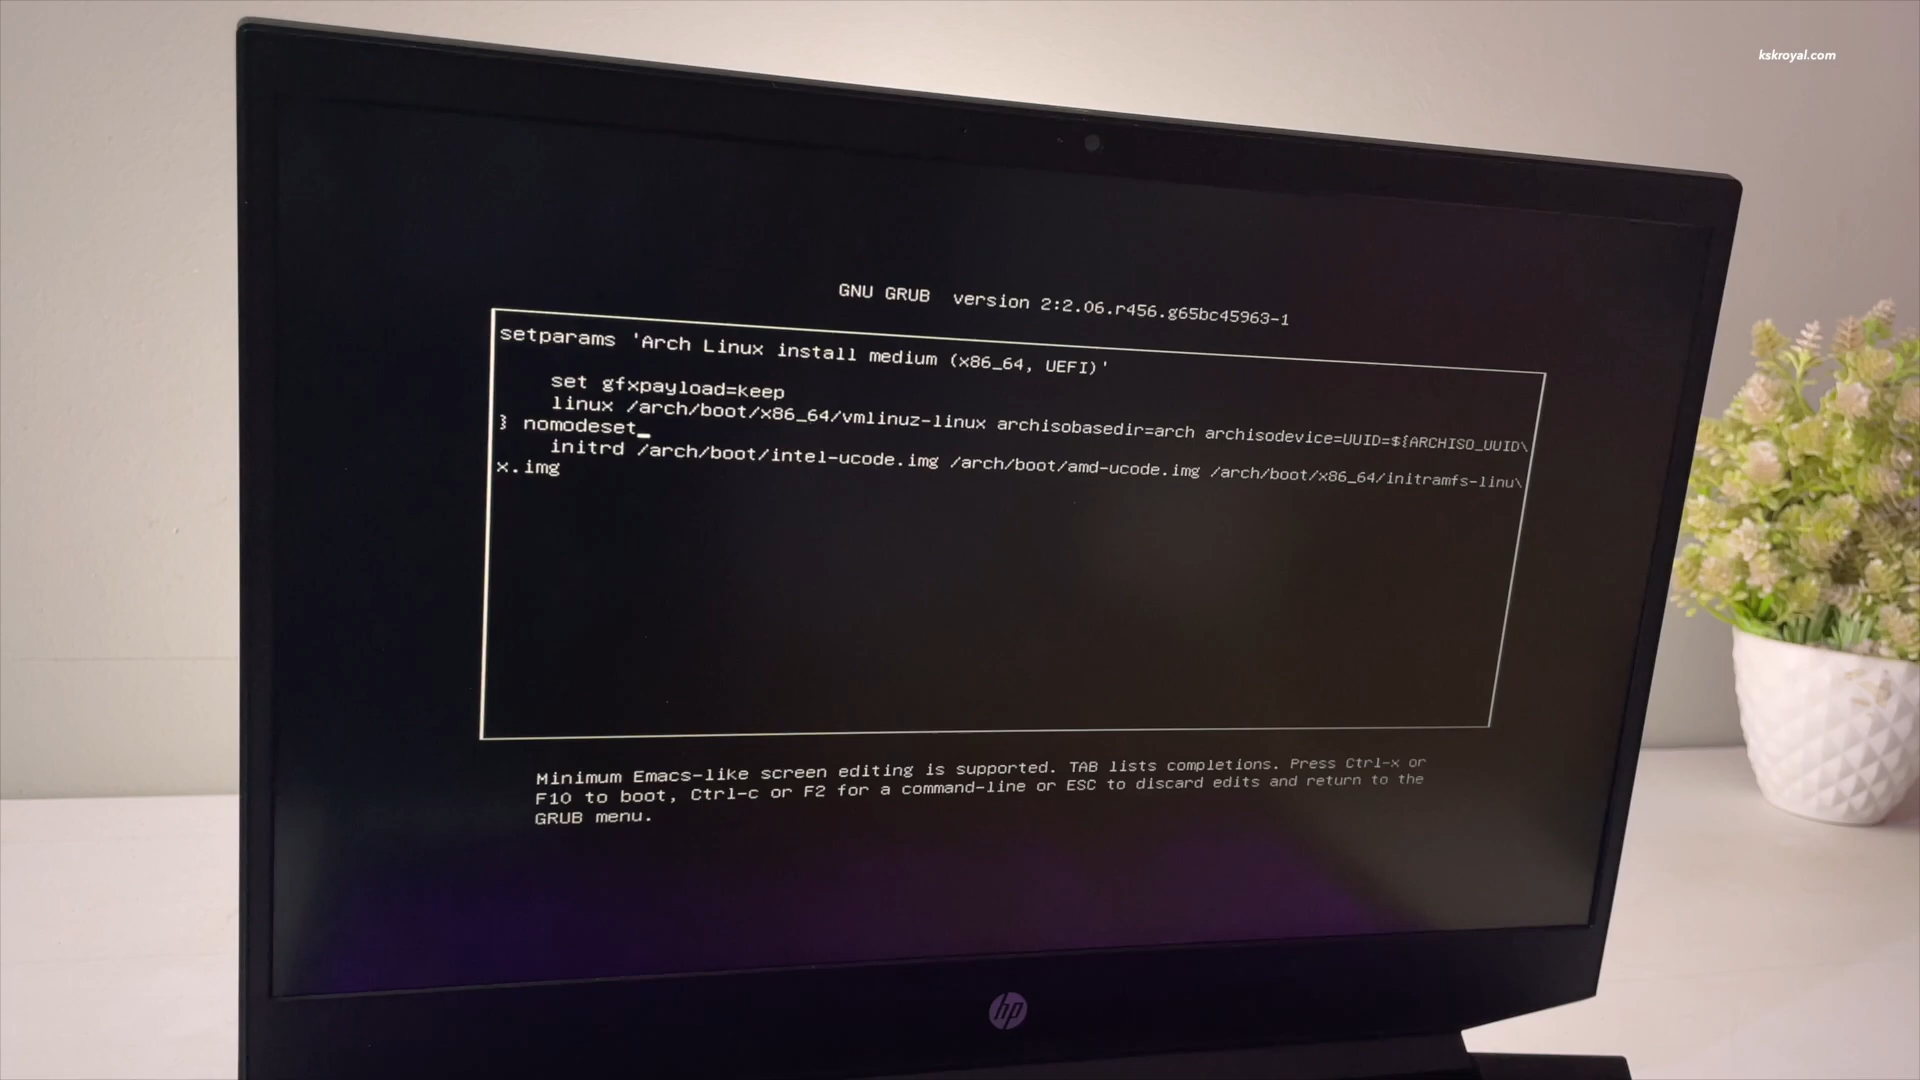 kskroyal.com
GNU GRUB version 2:2.06.r456.g65bc45963-1
setparams 'Arch Linux install medium (x86_64, UEFI)'
set gfxpayload=keep
linux /arch/boot/x86_64/vmlinuz-linux archisobasedir=arch archisodevice=UUID=${ARCHISO_UUID\
} nomodeset_
initrd /arch/boot/intel-ucode.img /arch/boot/amd-ucode.img /arch/boot/x86_64/initramfs-linu\
x.img
Minimum Emacs-like screen editing is supported. TAB lists completions. Press Ctrl-x or
F10 to boot, Ctrl-c or F2 for a command-line or ESC to discard edits and return to the
GRUB menu.
hp